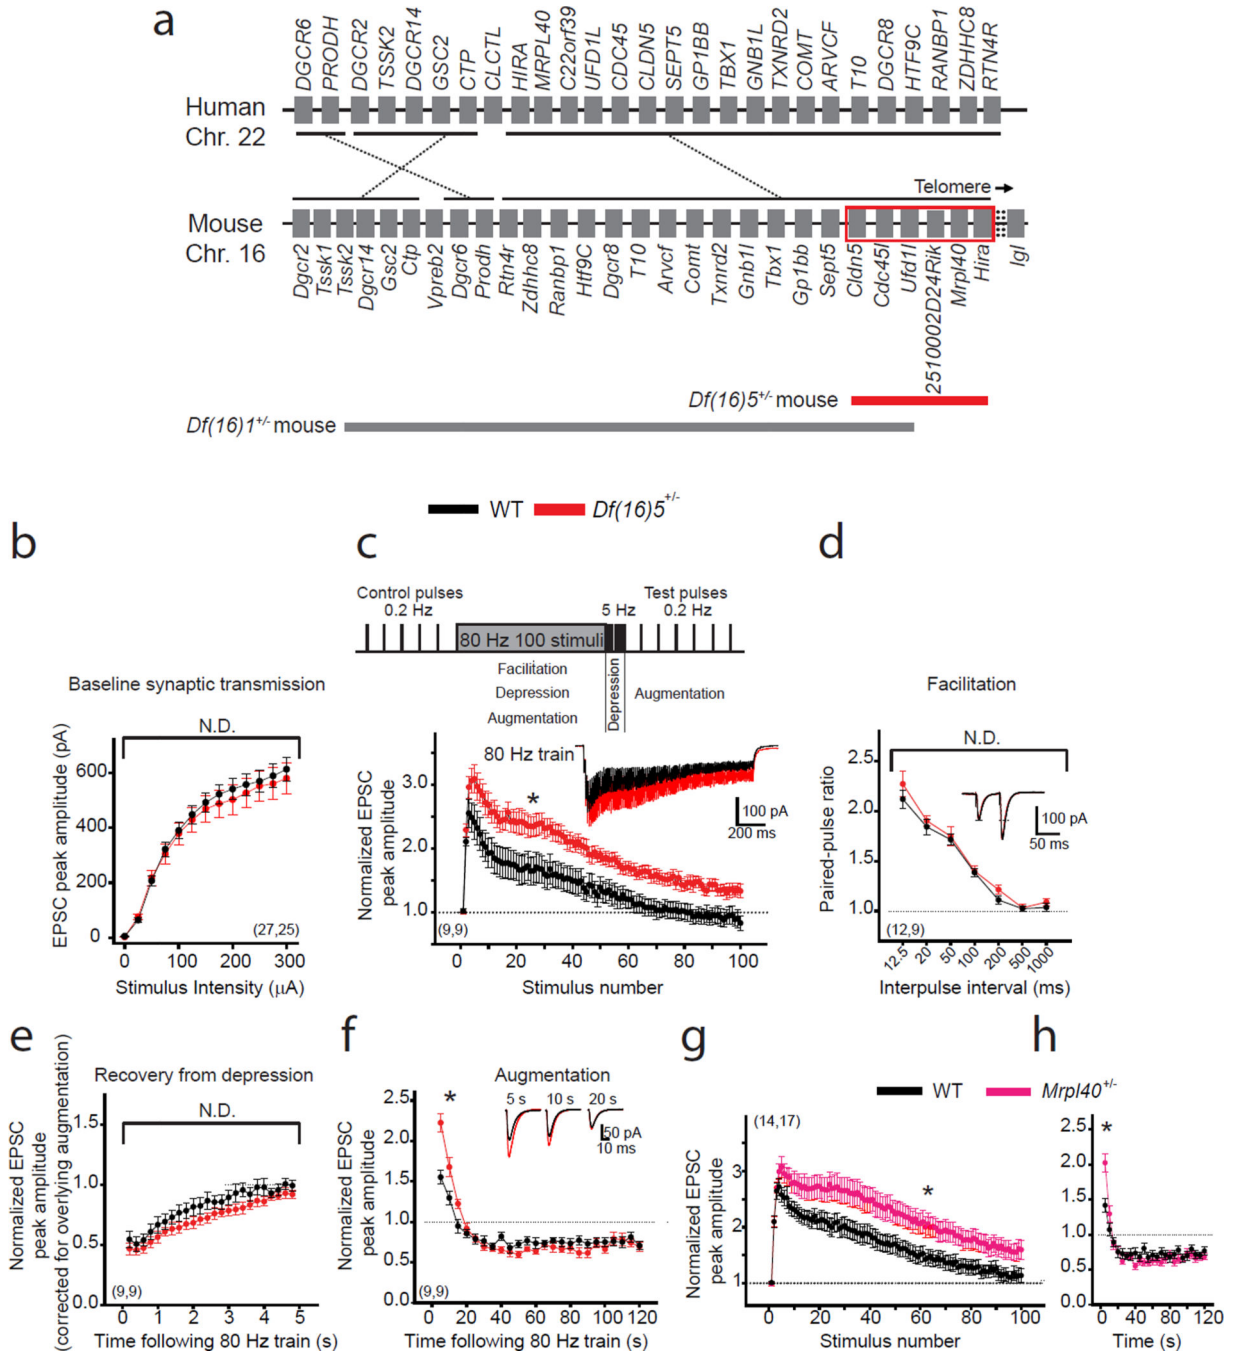 a
DGCR6
PRODH
DGCR2
TSSK2
DGCR14
GSC2
CTP
CLCTL
HIRA
MRPL40
C22orf39
UFD1L
CDC45
CLDN5
SEPT5
GP1BB
TBX1
GNB1L
TXNRD2
COMT
ARVCF
T10
DGCR8
HTF9C
RANBP1
ZDHHC8
RTN4R
Human
Chr. 22
Telomere
Mouse
Chr. 16
Dgcr2
Tssk1
Tssk2
Dgcr14
Gsc2
Ctp
Vpreb2
Dgcr6
Prodh
Rtn4r
Zdhhc8
Ranbp1
Htf9C
Dgcr8
T10
Arvcf
Comt
Txnrd2
Gnb1l
Tbx1
Gp1bb
Sept5
Cldn5
Cdc45l
Ufd1l
2510002D24Rik
Mrpl40
Hira
Igl
Df(16)5+/- mouse
Df(16)1+/- mouse
WT
Df(16)5+/-
b
Baseline synaptic transmission
N.D.
EPSC peak amplitude (pA)
600
400
200
0
(27,25)
0 100 200 300
Stimulus Intensity (μA)
c
Control pulses
0.2 Hz
5 Hz
Test pulses
0.2 Hz
80 Hz 100 stimuli
Facilitation
Depression
Augmentation
Depression
Augmentation
80 Hz train
*
100 pA
200 ms
Normalized EPSC
peak amplitude
3.0
2.0
1.0
(9,9)
0 20 40 60 80 100
Stimulus number
d
Facilitation
N.D.
Paired-pulse ratio
2.5
2.0
1.5
1.0
100 pA
50 ms
(12,9)
12.5 20 50 100 200 500 1000
Interpulse interval (ms)
e
Recovery from depression
N.D.
Normalized EPSC
peak amplitude
(corrected for overlying augmentation)
1.5
1.0
0.5
0.0
(9,9)
0 1 2 3 4 5
Time following 80 Hz train (s)
f
Augmentation
*
5 s 10 s 20 s
50 pA
10 ms
Normalized EPSC
peak amplitude
2.5
2.0
1.5
1.0
0.5
0.0
(9,9)
0 20 40 60 80 100 120
Time following 80 Hz train (s)
g
WT
Mrpl40+/-
(14,17)
*
Normalized EPSC
peak amplitude
3
2
1
0 20 40 60 80 100
Stimulus number
h
*
2.5
2.0
1.5
1.0
0.5
0.0
0 40 80 120
Time (s)